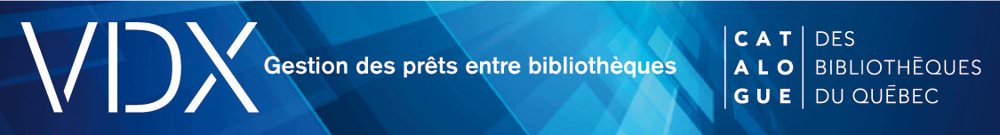 VDX
Gestion des prêts entre bibliothèques
CAT
ALO
GUE
DES
BIBLIOTHÈQUES
DU QUÉBEC